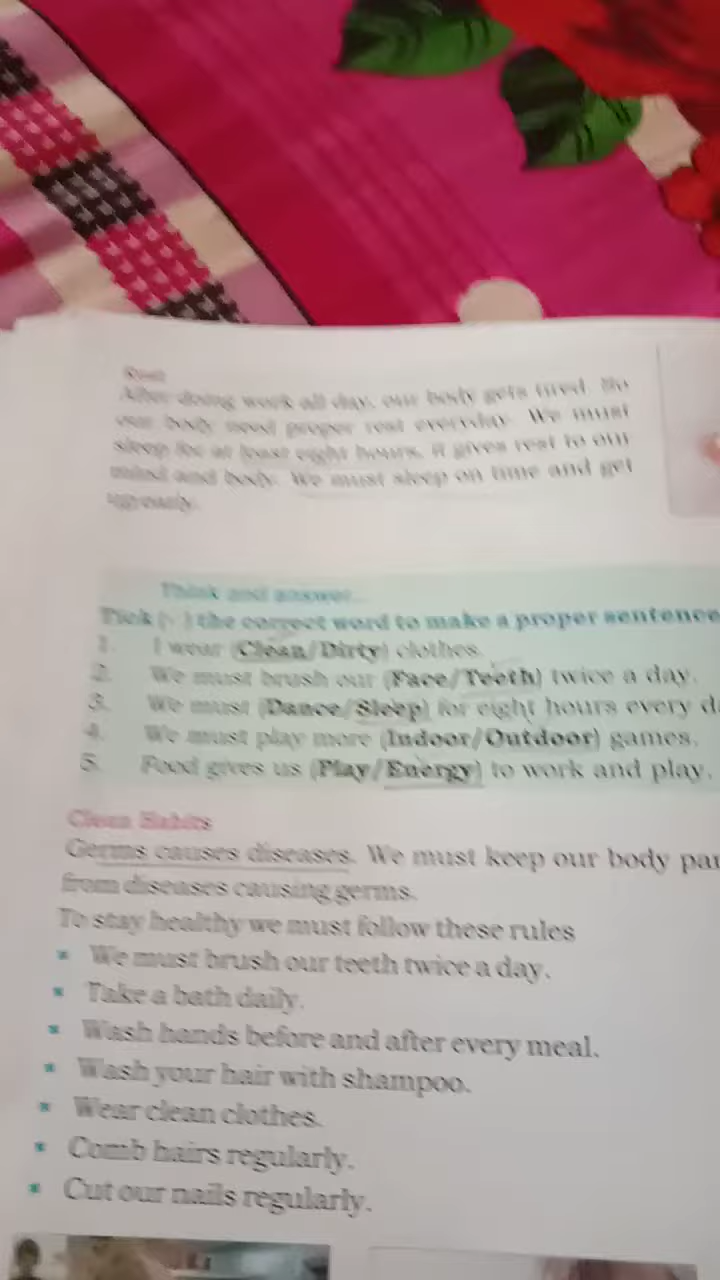 Rest
After doing work all day, our body gets tired. So
our body need proper rest everyday. We must
sleep for at least eight hours, it gives rest to our
mind and body. We must sleep on time and get
up early.
Think and answer...
Tick (✓) the correct word to make a proper sentence
1. I wear (Clean/Dirty) clothes.
2. We must brush our (Face/Teeth) twice a day.
3. We must (Dance/Sleep) for eight hours every
4. We must play more (Indoor/Outdoor) games.
5. Food gives us (Play/Energy) to work and play.
Clean Habits
Germs causes diseases. We must keep our body
from diseases causing germs.
To stay healthy we must follow these rules
We must brush our teeth twice a day.
Take a bath daily.
Wash hands before and after every meal.
Wash your hair with shampoo.
Wear clean clothes.
Comb hairs regularly.
Cut our nails regularly.